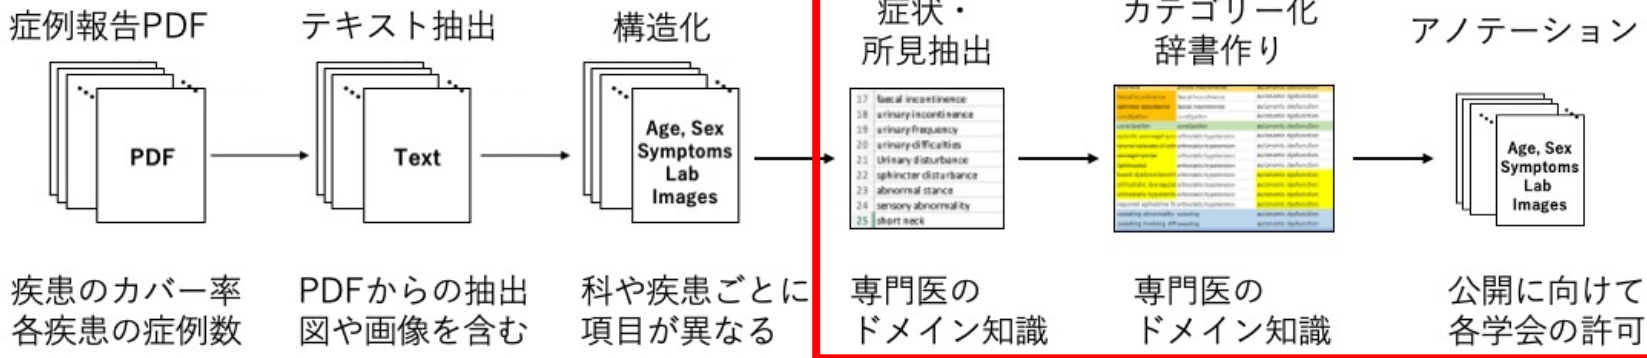 症例報告PDF
テキスト抽出
構造化
症状・
所見抽出
カテゴリー化
辞書作り
アノテーション
PDF
Text
Age, Sex
Symptoms
Lab
Images
17 faecal incontinence
18 urinary incontinence
19 urinary frequency
20 urinary difficulties
21 Urinary disturbance
22 sphincter disturbance
23 abnormal stance
24 sensory abnormality
25 short neck
Age, Sex
Symptoms
Lab
Images
疾患のカバー率
各疾患の症例数
PDFからの抽出
図や画像を含む
科や疾患ごとに
項目が異なる
専門医の
ドメイン知識
専門医の
ドメイン知識
公開に向けて
各学会の許可